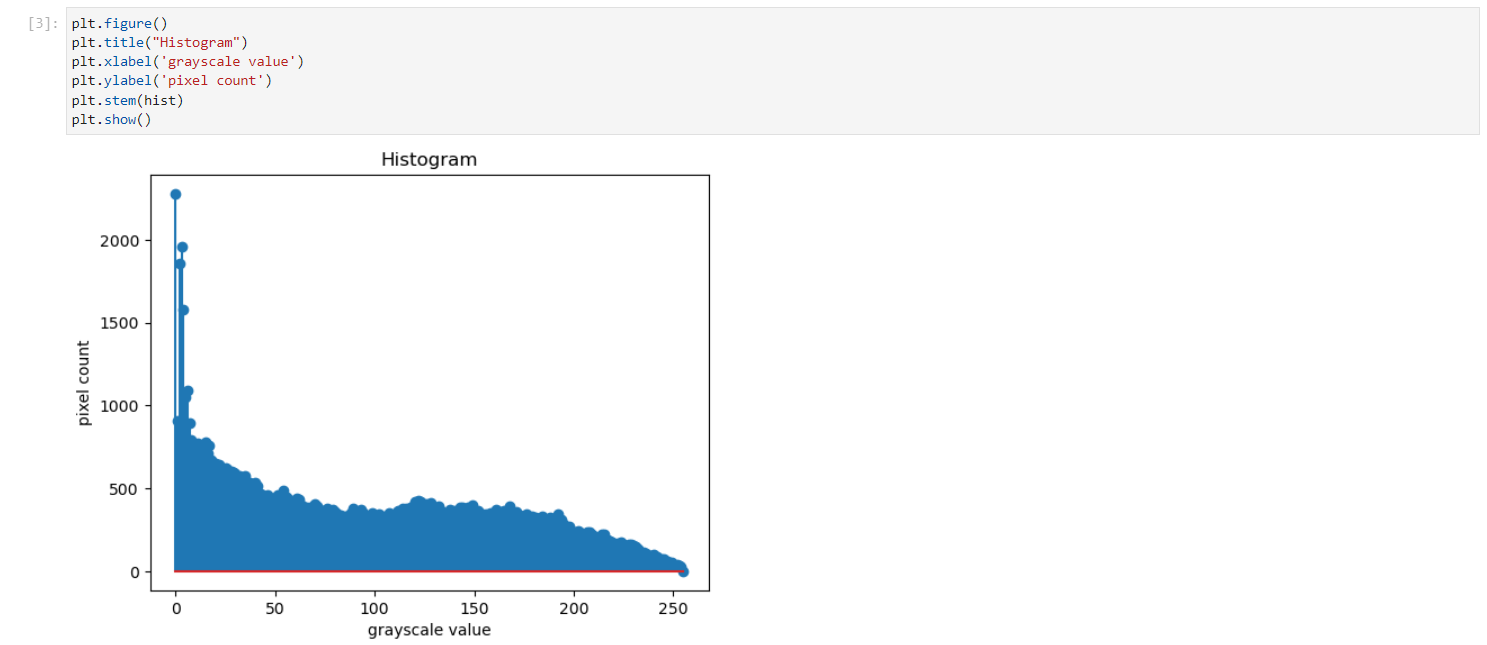 [3]: plt.figure()
plt.title("Histogram")
plt.xlabel('grayscale value')
plt.ylabel('pixel count')
plt.stem(hist)
plt.show()
Histogram
pixel count
2000
1500
1000
500
0
0 50 100 150 200 250
grayscale value